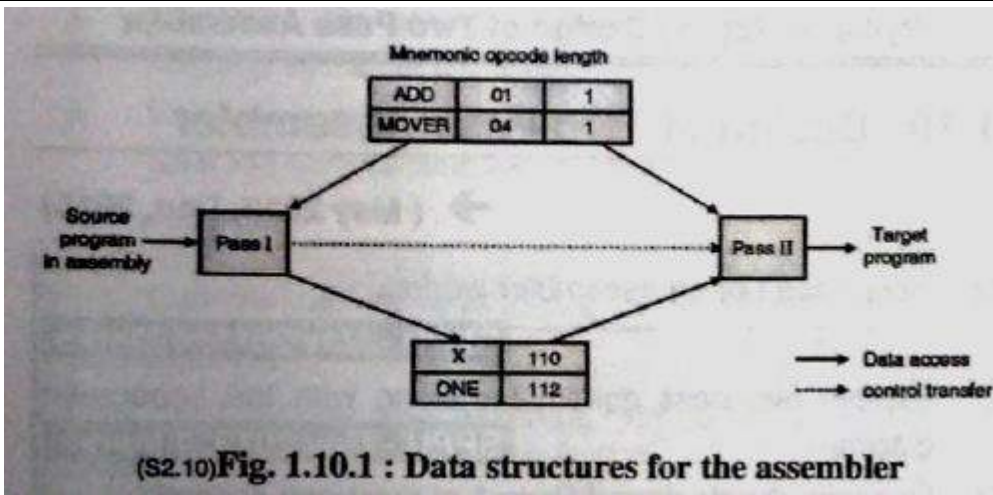 Mnemonic opcode length
ADD 01 1
MOVER 04 1
Source
program
in assembly
Pass I
Pass II
Target
program
X 110
ONE 112
Data access
control transfer
(S2.10)Fig. 1.10.1 : Data structures for the assembler